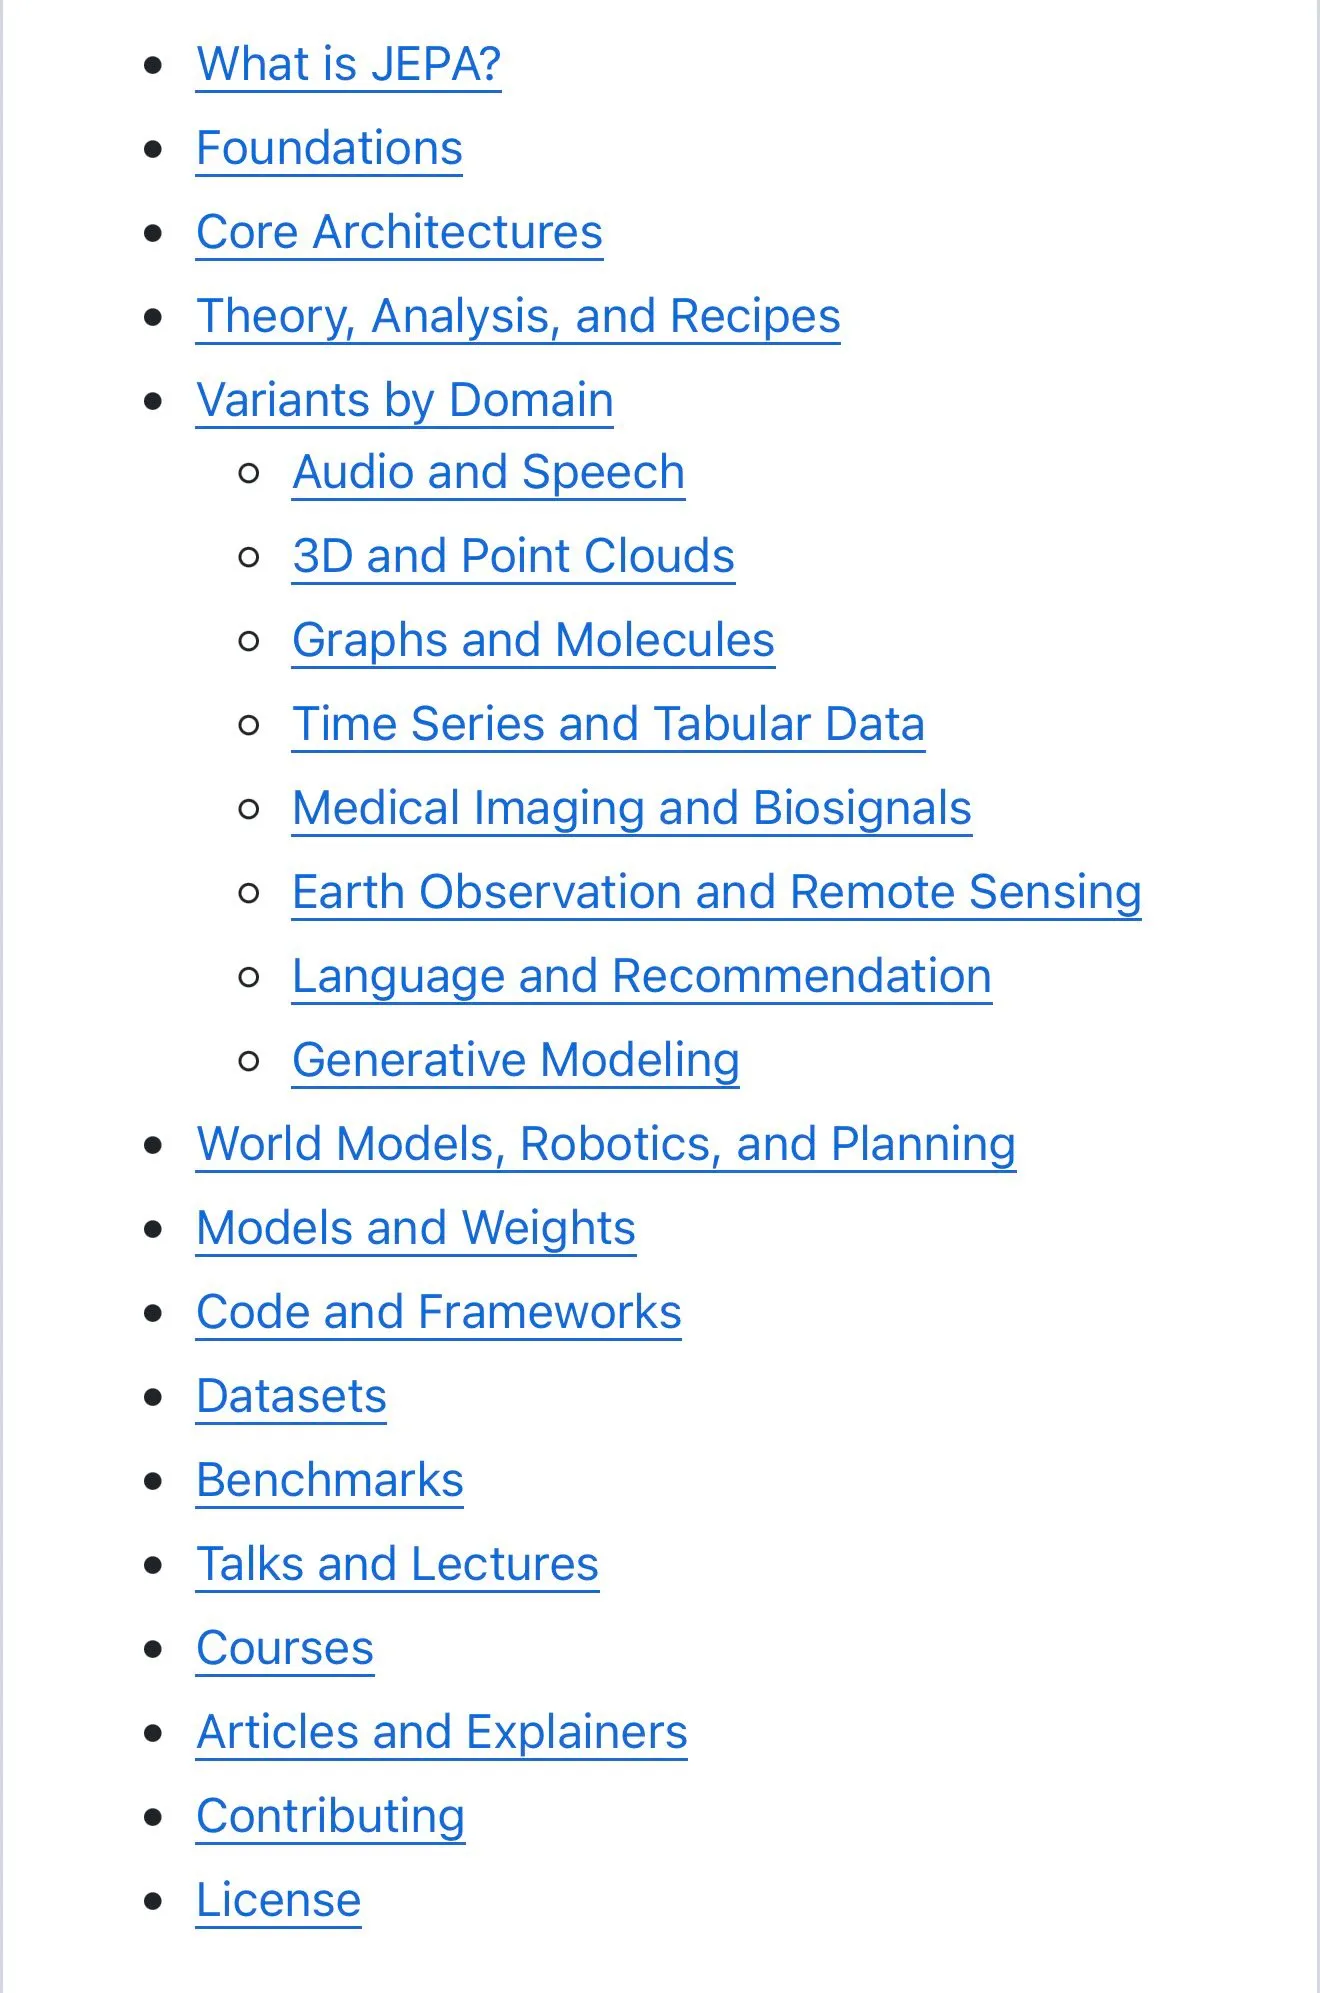 What is JEPA?
Foundations
Core Architectures
Theory, Analysis, and Recipes
Variants by Domain
Audio and Speech
3D and Point Clouds
Graphs and Molecules
Time Series and Tabular Data
Medical Imaging and Biosignals
Earth Observation and Remote Sensing
Language and Recommendation
Generative Modeling
World Models, Robotics, and Planning
Models and Weights
Code and Frameworks
Datasets
Benchmarks
Talks and Lectures
Courses
Articles and Explainers
Contributing
License